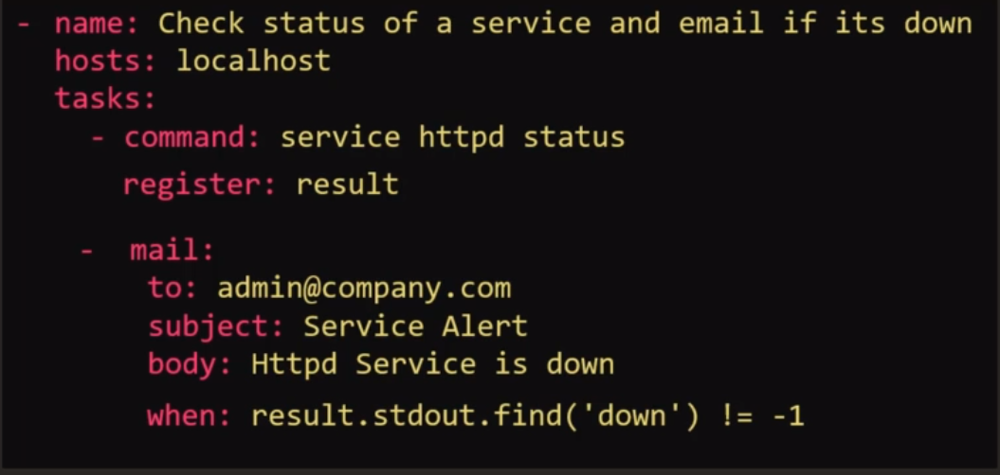 - name: Check status of a service and email if its down
  hosts: localhost
  tasks:
    - command: service httpd status
      register: result
    - mail:
        to: admin@company.com
        subject: Service Alert
        body: Httpd Service is down
        when: result.stdout.find('down') != -1